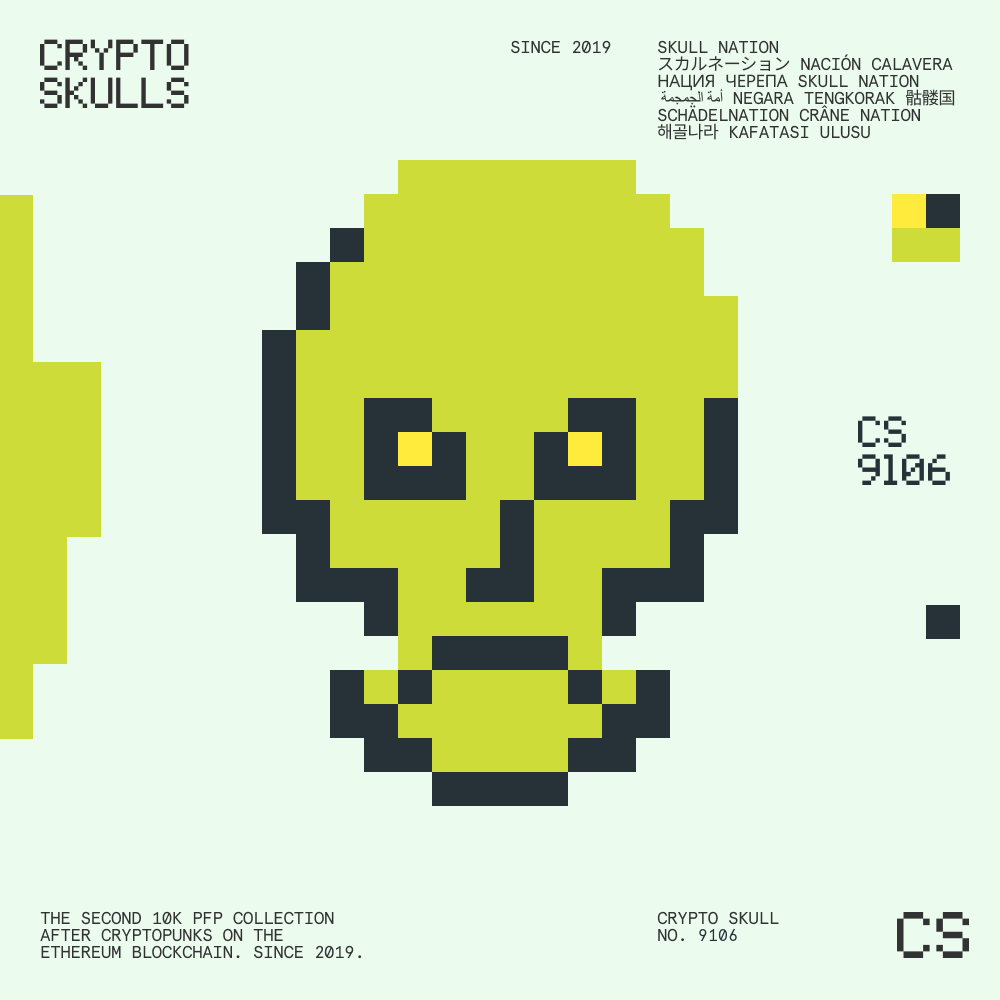 CRYPTO
SKULLS
SINCE 2019
SKULL NATION
スカルネーション NACIÓN CALAVERA
НАЦИЯ ЧЕРЕПА SKULL NATION
أمة الجمجمة NEGARA TENGKORAK 骷髅国
SCHÄDELNATION CRÂNE NATION
해골나라 KAFATASI ULUSU
CS
9106
THE SECOND 10K PFP COLLECTION
AFTER CRYPTOPUNKS ON THE
ETHEREUM BLOCKCHAIN. SINCE 2019.
CRYPTO SKULL
NO. 9106
CS